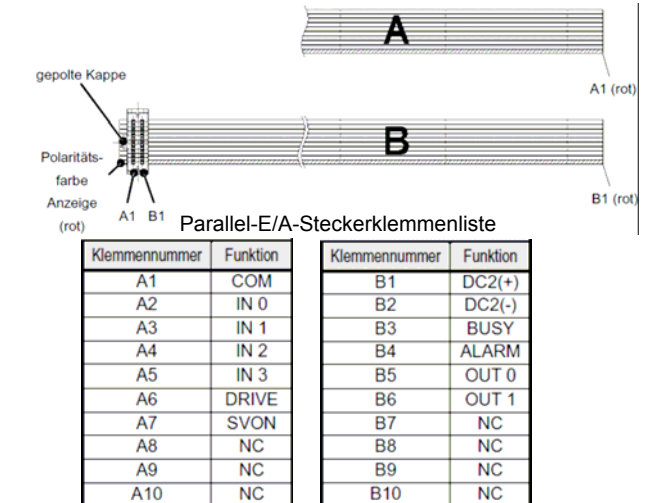 A
A1 (rot)
gepolte Kappe
B
Polaritäts-
farbe
Anzeige
(rot)
A1 B1
B1 (rot)
Parallel-E/A-Steckerklemmenliste
Klemmennummer Funktion
A1 COM
A2 IN 0
A3 IN 1
A4 IN 2
A5 IN 3
A6 DRIVE
A7 SVON
A8 NC
A9 NC
A10 NC
Klemmennummer Funktion
B1 DC2(+)
B2 DC2(-)
B3 BUSY
B4 ALARM
B5 OUT 0
B6 OUT 1
B7 NC
B8 NC
B9 NC
B10 NC